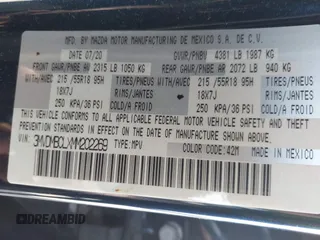 MFD. BY MAZDA MOTOR MANUFACTURING DE MEXICO S.A. DE C.V.
DATE 07/20 GVWR/PNBV 4381 LB 1987 KG
FRONT GAWR/PNBE AV 2315 LB 1050 KG REAR GAWR/PNBE AR 2072 LB 940 KG
WITH/AVEC 215/55R18 95H TIRES/PNEUS WITH/AVEC 215/55R18 95H TIRES/PNEUS
18X7J RIMS/JANTES 18X7J RIMS/JANTES
250 KPA/36 PSI COLD/A FROID 250 KPA/36 PSI COLD/A FROID
THIS VEHICLE CONFORMS TO ALL APPLICABLE FEDERAL MOTOR VEHICLE SAFETY, BUMPER, AND THEFT PREVENTION STANDARDS IN EFFECT ON THE DATE OF MANUFACTURE SHOWN ABOVE.
TYPE:MPV COLOR CODE:42M MADE IN MEXICO